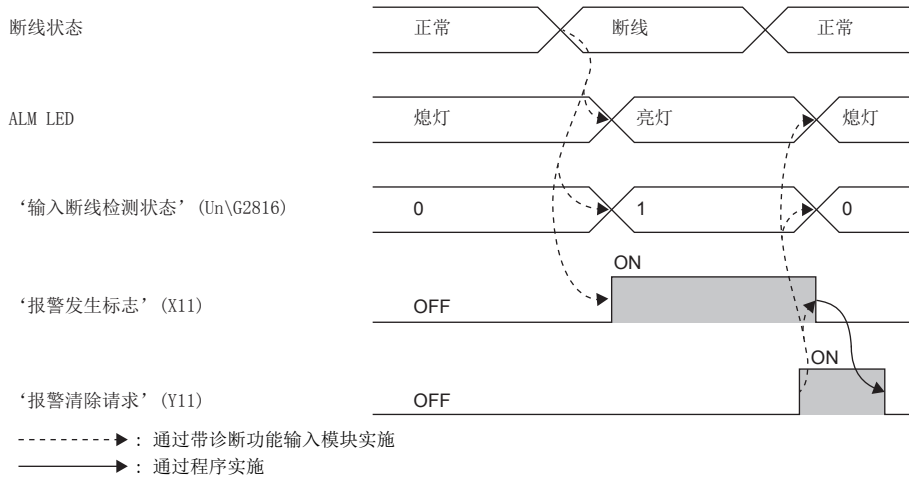 断线状态 正常 断线 正常
ALM LED 熄灯 亮灯 熄灯
‘输入断线检测状态’(Un\G2816) 0 1 0
ON
‘报警发生标志’(X11) OFF
ON
‘报警清除请求’(Y11) OFF
：通过带诊断功能输入模块实施
：通过程序实施